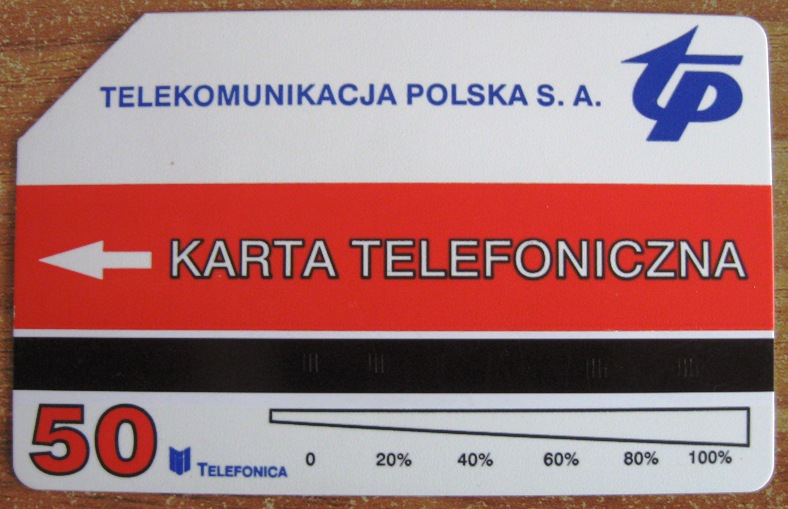 TELEKOMUNIKACJA POLSKA S. A.
tp
KARTA TELEFONICZNA
50
TELEFONICA
0 20% 40% 60% 80% 100%